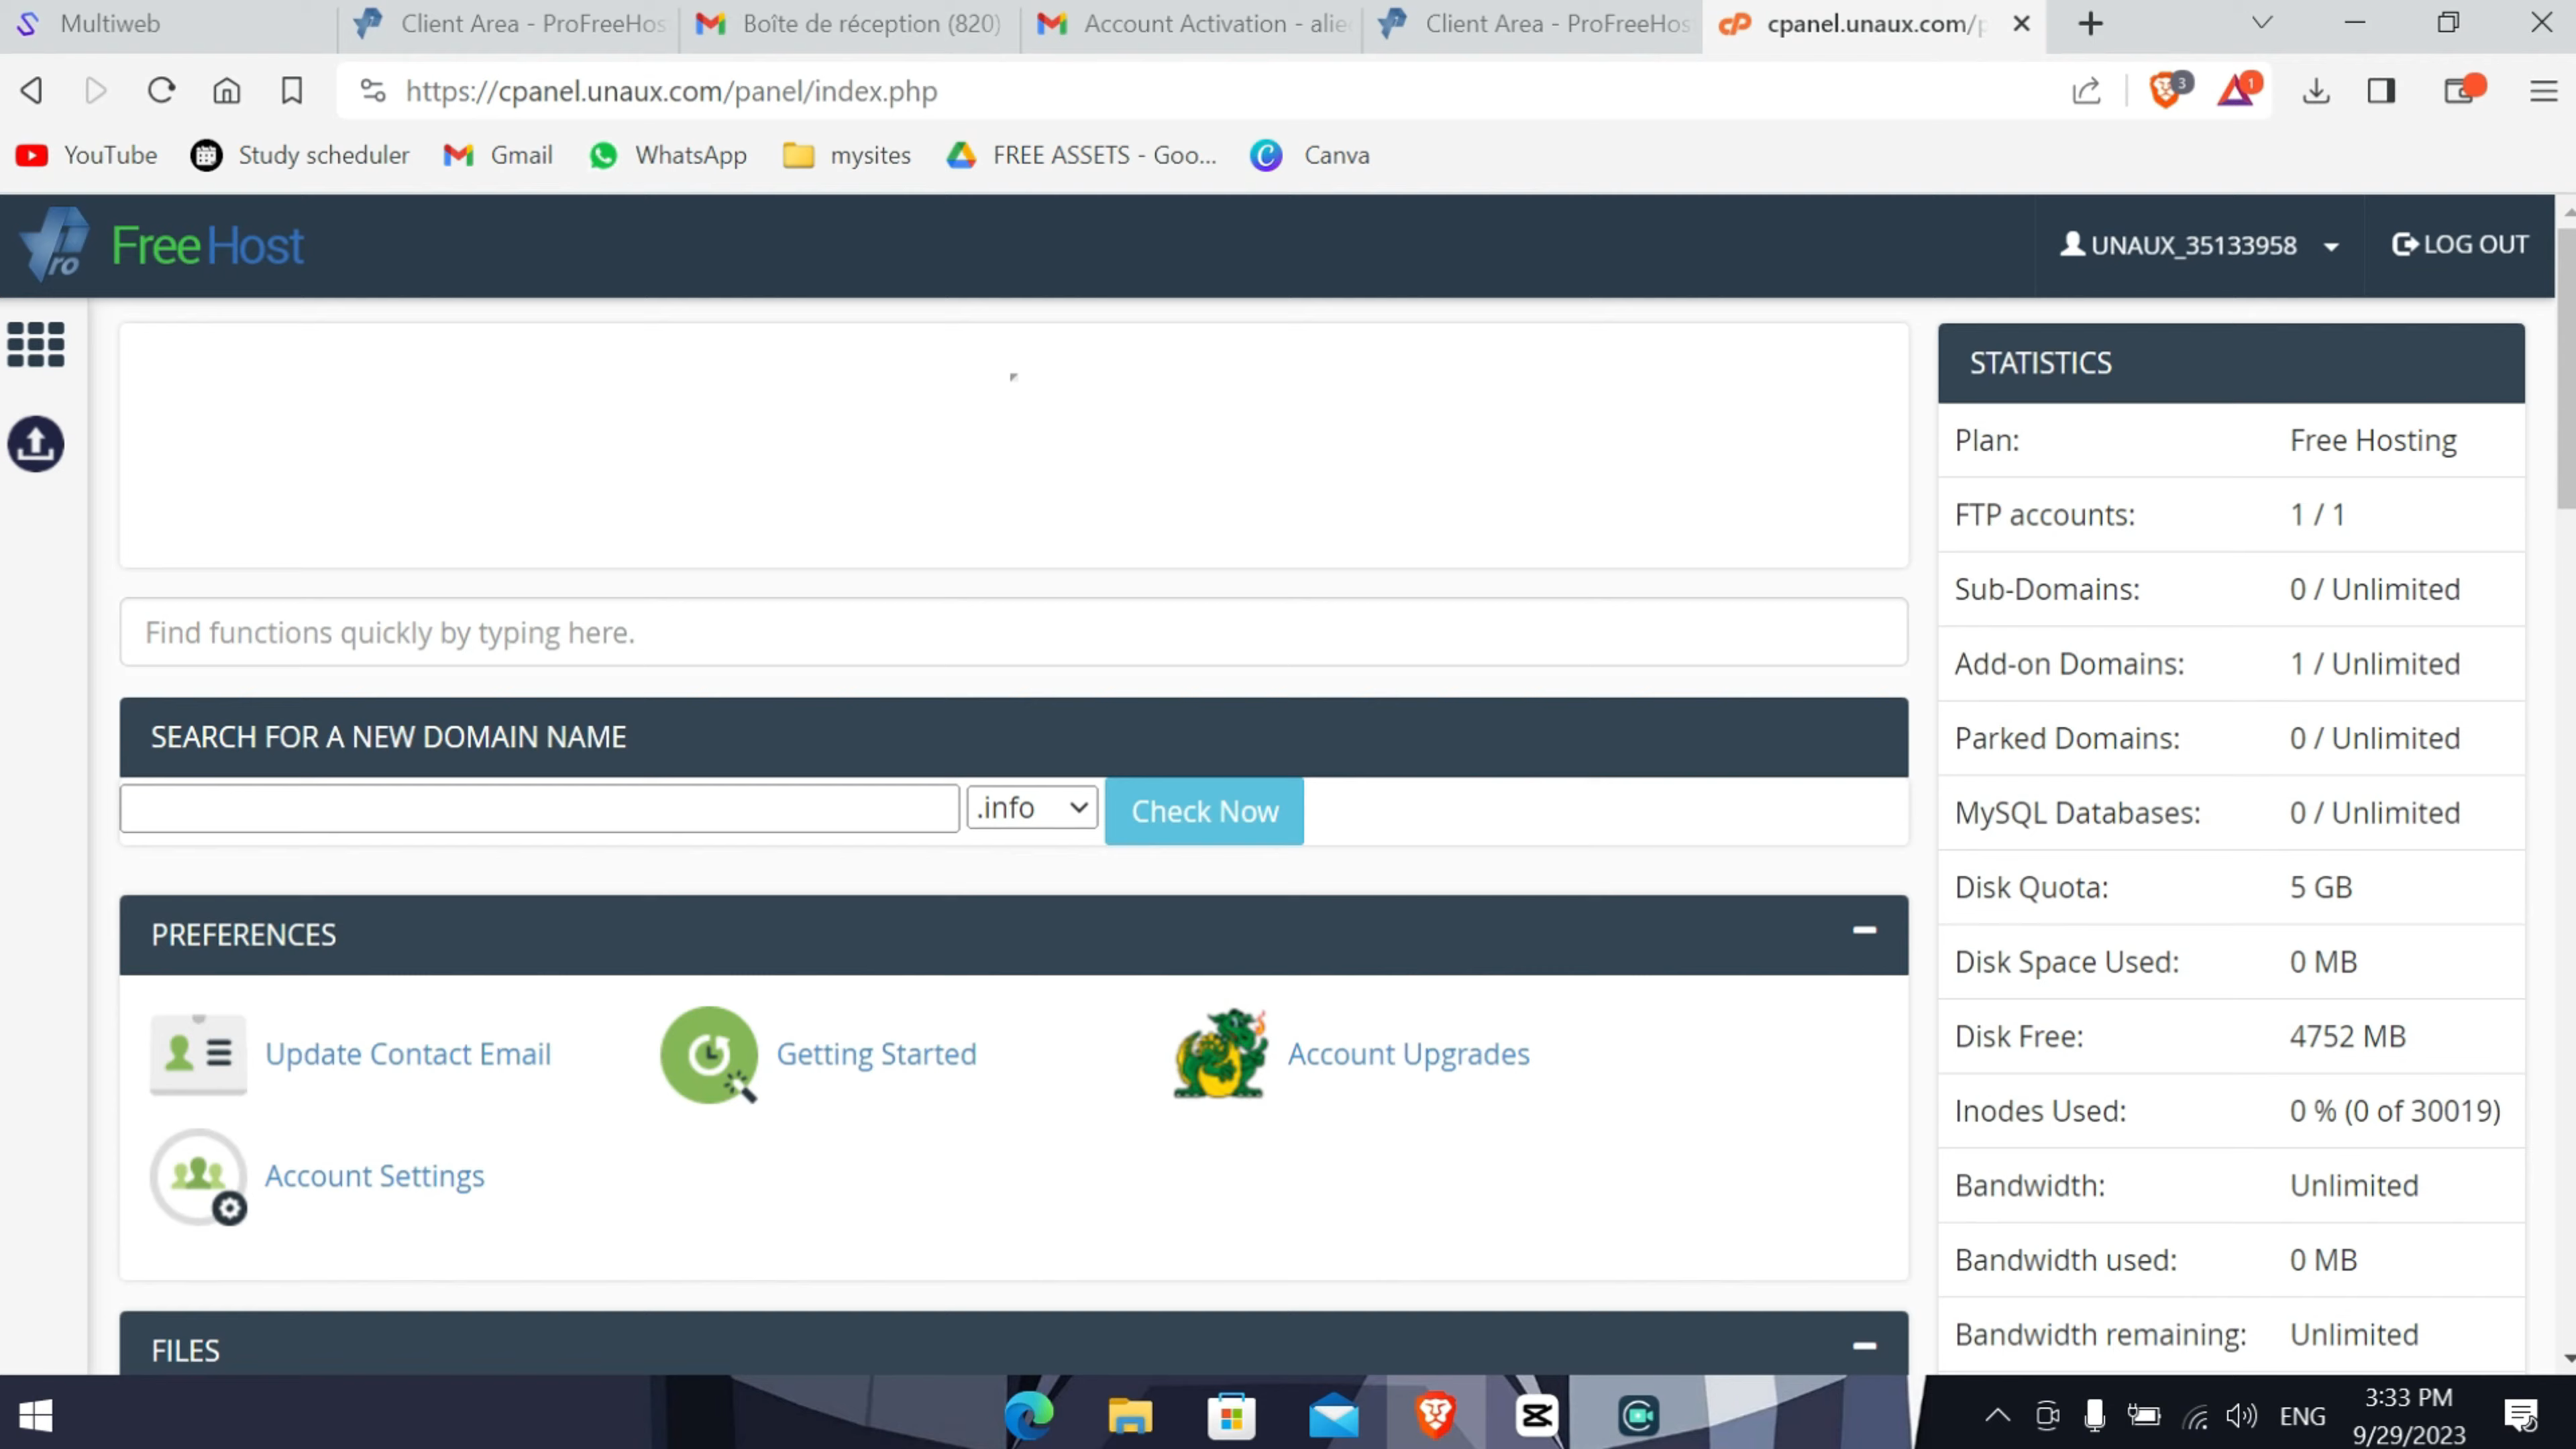 Multiweb
Client Area - ProFreeHos
Boîte de réception (820)
Account Activation - alie
Client Area - ProFreeHos
cpanel.unaux.com/p
https://cpanel.unaux.com/panel/index.php
3
1
YouTube
Study scheduler
Gmail
WhatsApp
mysites
FREE ASSETS - Goo...
Canva
ro FreeHost
UNAUX_35133958
LOG OUT
Find functions quickly by typing here.
SEARCH FOR A NEW DOMAIN NAME
.info
Check Now
PREFERENCES
Update Contact Email
Getting Started
Account Upgrades
Account Settings
FILES
STATISTICS
Plan: Free Hosting
FTP accounts: 1 / 1
Sub-Domains: 0 / Unlimited
Add-on Domains: 1 / Unlimited
Parked Domains: 0 / Unlimited
MySQL Databases: 0 / Unlimited
Disk Quota: 5 GB
Disk Space Used: 0 MB
Disk Free: 4752 MB
Inodes Used: 0 % (0 of 30019)
Bandwidth: Unlimited
Bandwidth used: 0 MB
Bandwidth remaining: Unlimited
ENG
3:33 PM
9/29/2023